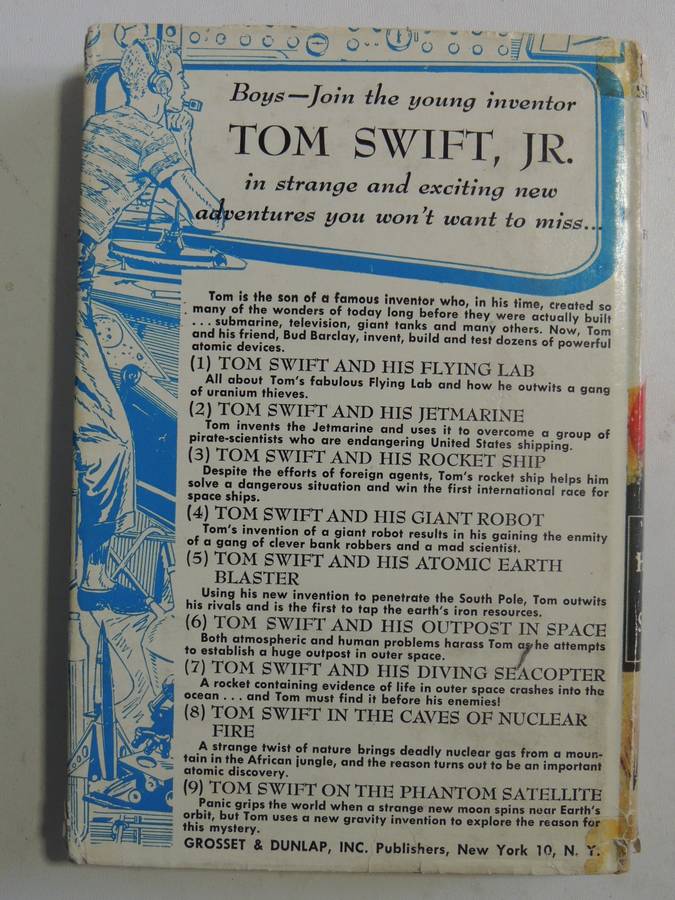 Boys—Join the young inventor
TOM SWIFT, JR.
in strange and exciting new
adventures you won't want to miss...
Tom is the son of a famous inventor who, in his time, created so
many of the wonders of today long before they were actually built
. . . submarine, television, giant tanks and many others. Now, Tom
and his friend, Bud Barclay, invent, build and test dozens of powerful
atomic devices.
(1) TOM SWIFT AND HIS FLYING LAB
All about Tom's fabulous Flying Lab and how he outwits a gang
of uranium thieves.
(2) TOM SWIFT AND HIS JETMARINE
Tom invents the Jetmarine and uses it to overcome a group of
pirate-scientists who are endangering United States shipping.
(3) TOM SWIFT AND HIS ROCKET SHIP
Despite the efforts of foreign agents, Tom's rocket ship helps him
solve a dangerous situation and win the first international race for
space ships.
(4) TOM SWIFT AND HIS GIANT ROBOT
Tom's invention of a giant robot results in his gaining the enmity
of a gang of clever bank robbers and a mad scientist.
(5) TOM SWIFT AND HIS ATOMIC EARTH
BLASTER
Using his new invention to penetrate the South Pole, Tom outwits
his rivals and is the first to tap the earth's iron resources.
(6) TOM SWIFT AND HIS OUTPOST IN SPACE
Both atmospheric and human problems harass Tom as he attempts
to establish a huge outpost in outer space.
(7) TOM SWIFT AND HIS DIVING SEACOPTER
A rocket containing evidence of life in outer space crashes into the
ocean . . . and Tom must find it before his enemies!
(8) TOM SWIFT IN THE CAVES OF NUCLEAR
FIRE
A strange twist of nature brings deadly nuclear gas from a moun-
tain in the African jungle, and the reason turns out to be an important
atomic discovery.
(9) TOM SWIFT ON THE PHANTOM SATELLITE
Panic grips the world when a strange new moon spins near Earth's
orbit, but Tom uses a new gravity invention to explore the reason for
this mystery.
GROSSET & DUNLAP, INC. Publishers, New York 10, N. Y.